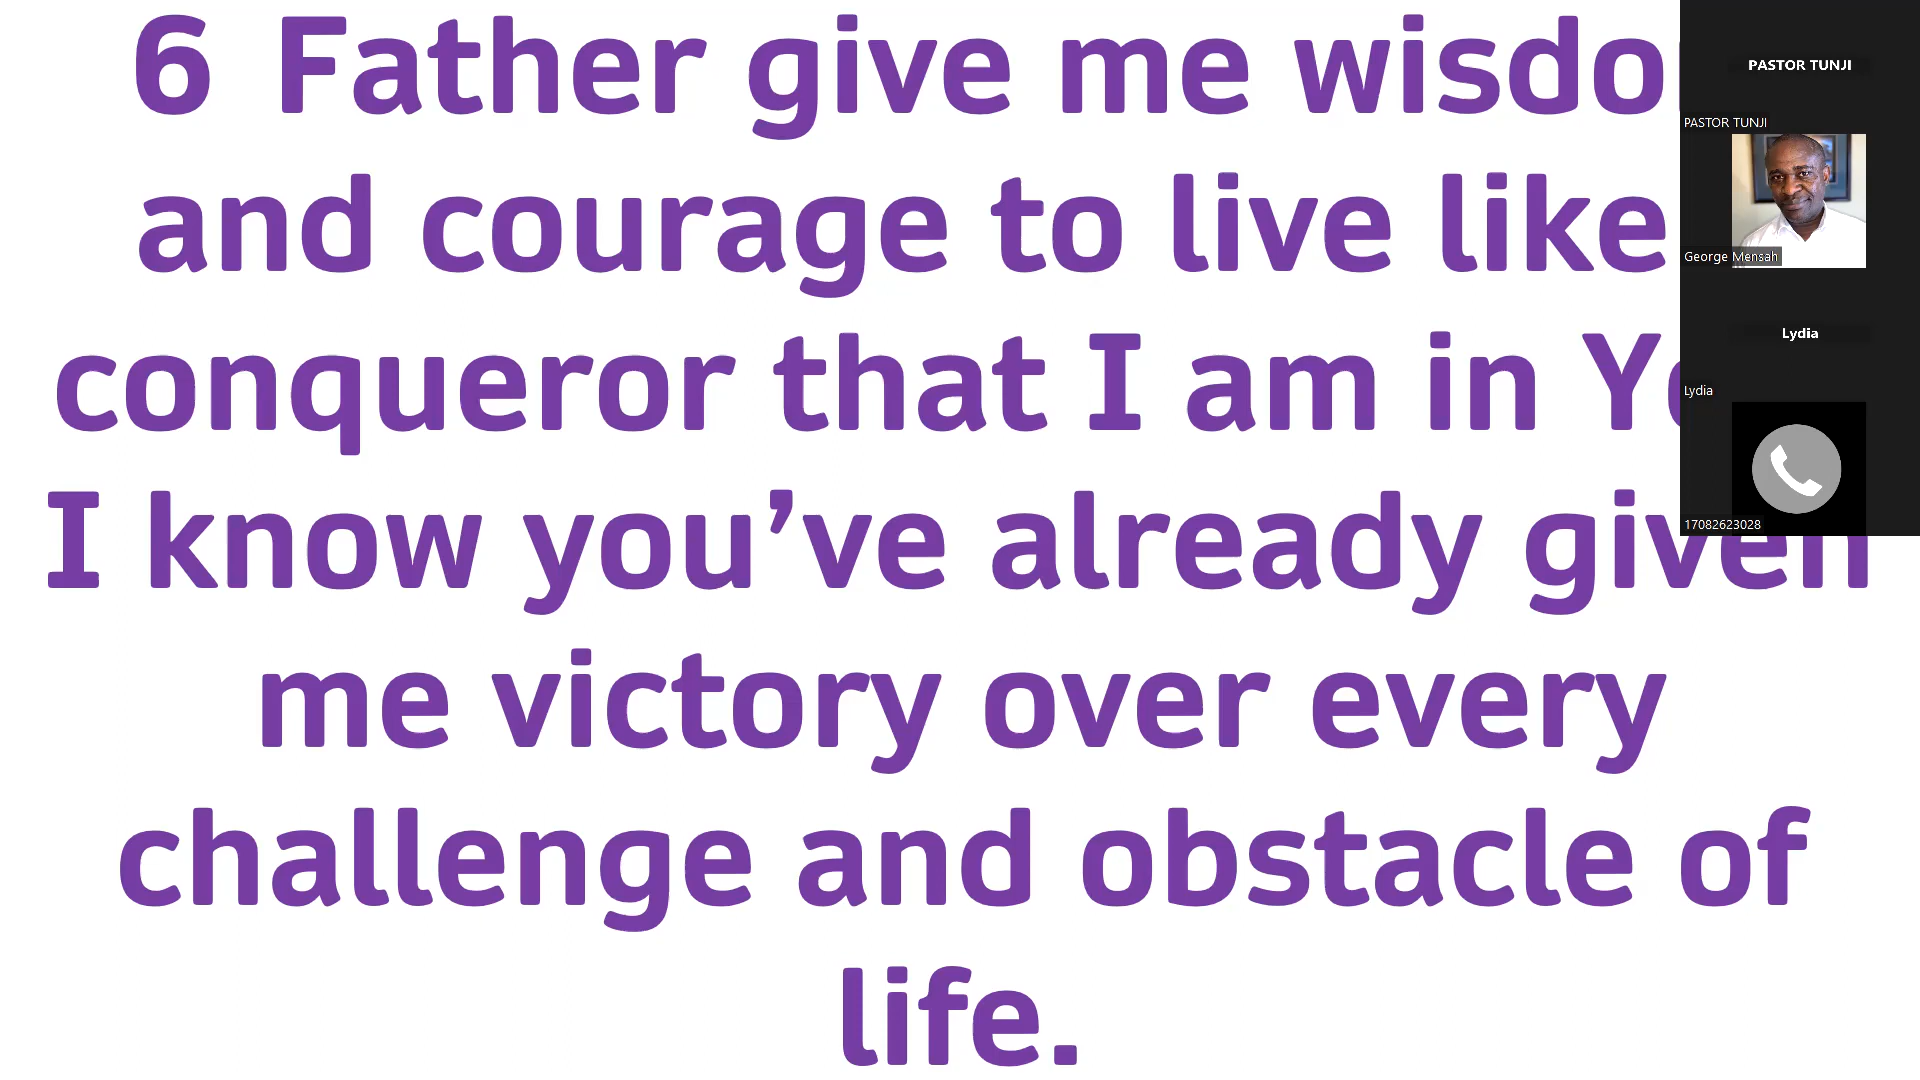 6 Father give me wisdo
and courage to live like
conqueror that I am in Y
I know you’ve already given
me victory over every
challenge and obstacle of
life.
PASTOR TUNJI
PASTOR TUNJI
George Mensah
Lydia
Lydia
17082623028